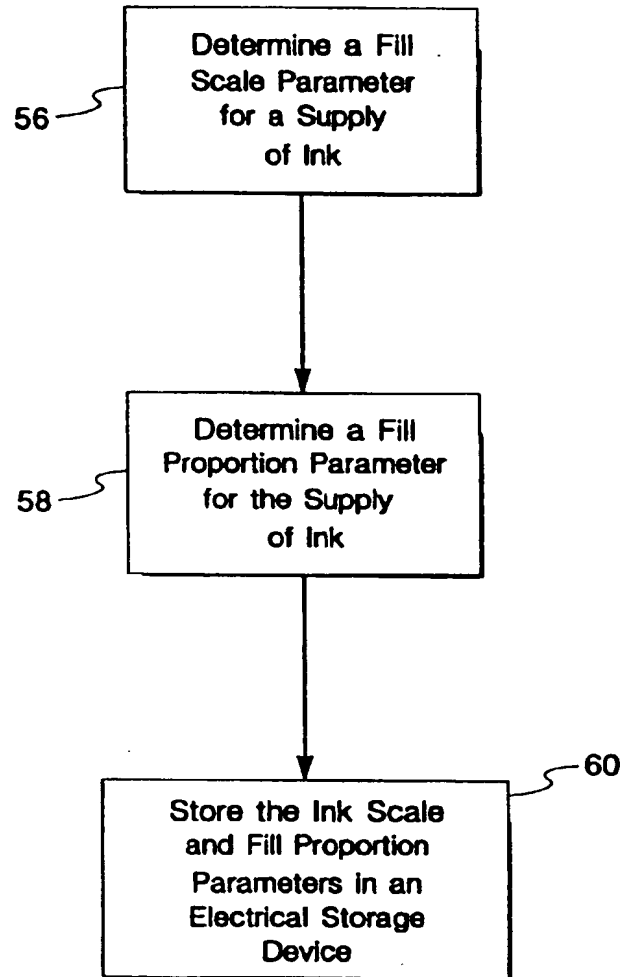 Determine a Fill
Scale Parameter
for a Supply
of Ink
56
Determine a Fill
Proportion Parameter
for the Supply
of Ink
58
60
Store the Ink Scale
and Fill Proportion
Parameters in an
Electrical Storage
Device